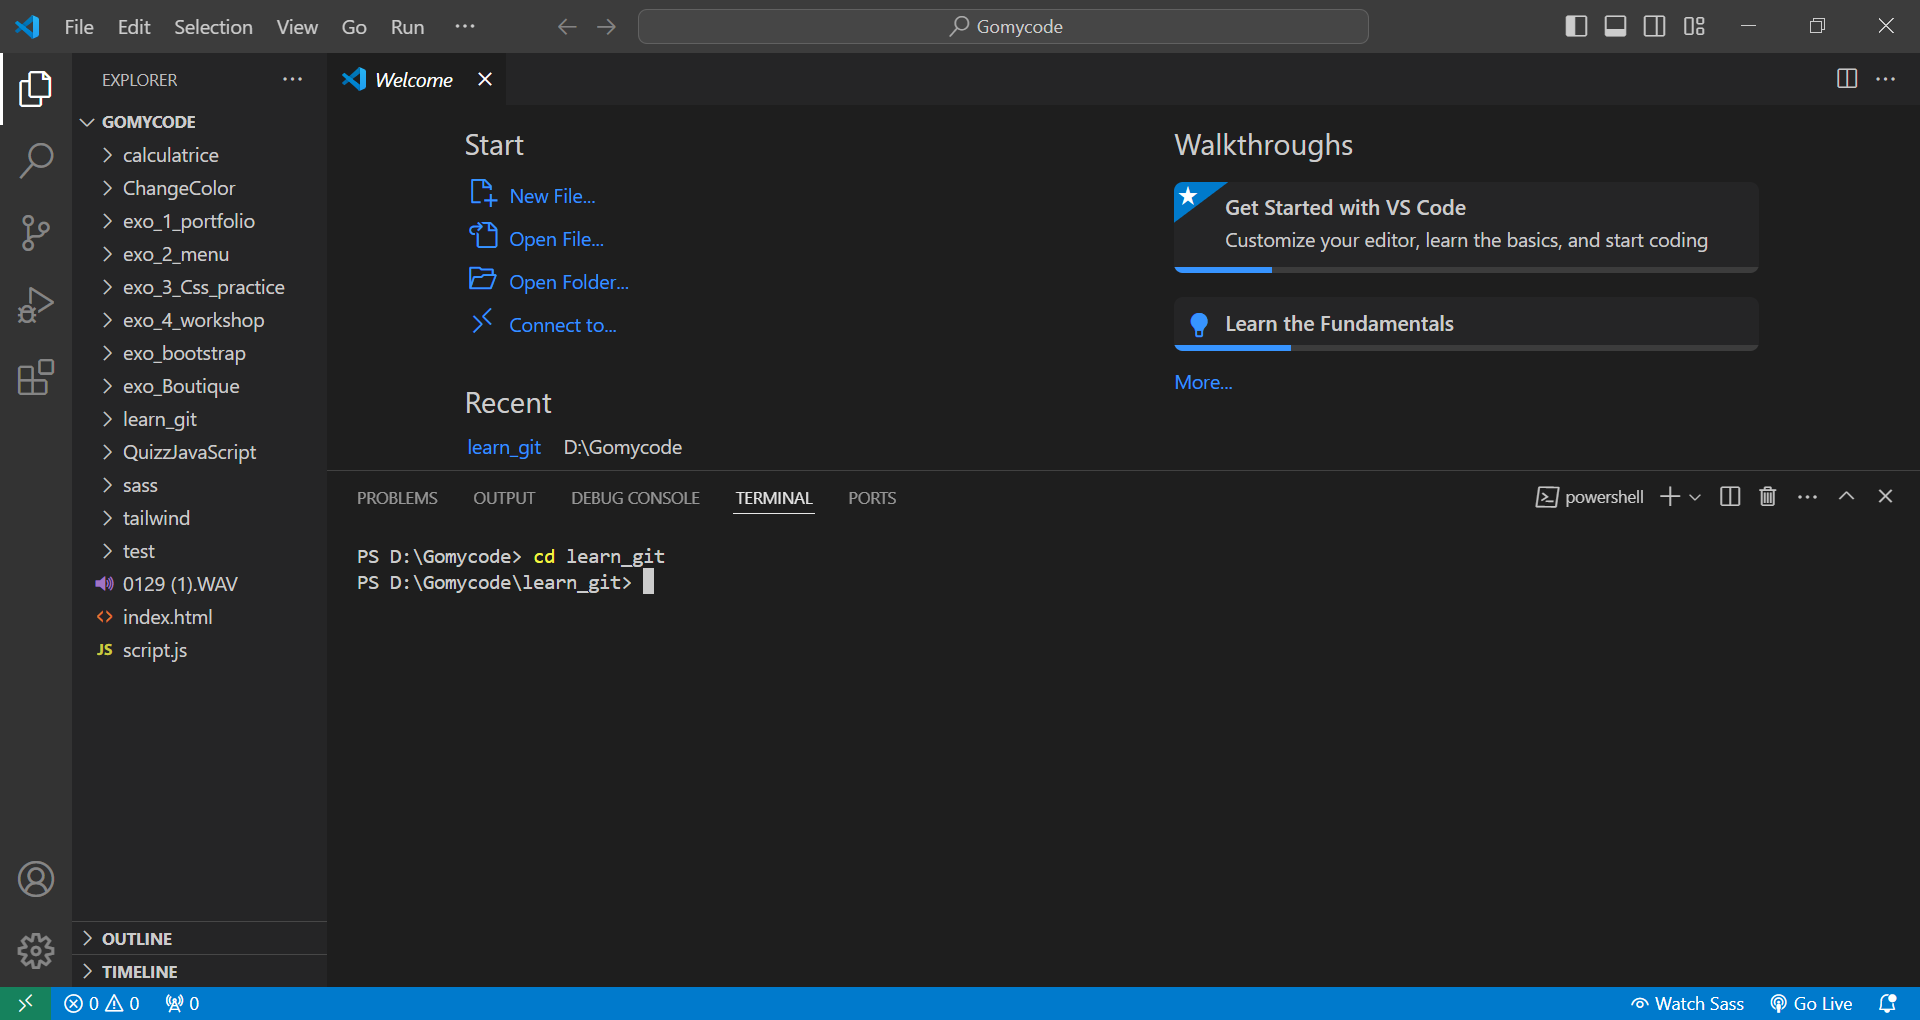 File Edit Selection View Go Run ···
Gomycode
EXPLORER ···
Welcome
GOMYCODE
calculatrice
ChangeColor
exo_1_portfolio
exo_2_menu
exo_3_Css_practice
exo_4_workshop
exo_bootstrap
exo_Boutique
learn_git
QuizzJavaScript
sass
tailwind
test
0129 (1).WAV
<> index.html
JS script.js
OUTLINE
TIMELINE
Start
New File...
Open File...
Open Folder...
Connect to...
Recent
learn_git D:\Gomycode
Walkthroughs
Get Started with VS Code
Customize your editor, learn the basics, and start coding
Learn the Fundamentals
More...
PROBLEMS OUTPUT DEBUG CONSOLE TERMINAL PORTS
powershell
PS D:\Gomycode> cd learn_git
PS D:\Gomycode\learn_git>
0 0 0
Watch Sass Go Live